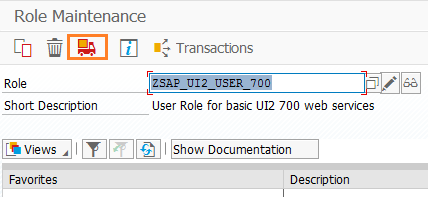 Role Maintenance
Transactions
Role ZSAP_UI2_USER_700
Short Description User Role for basic UI2 700 web services
Views Show Documentation
Favorites Description